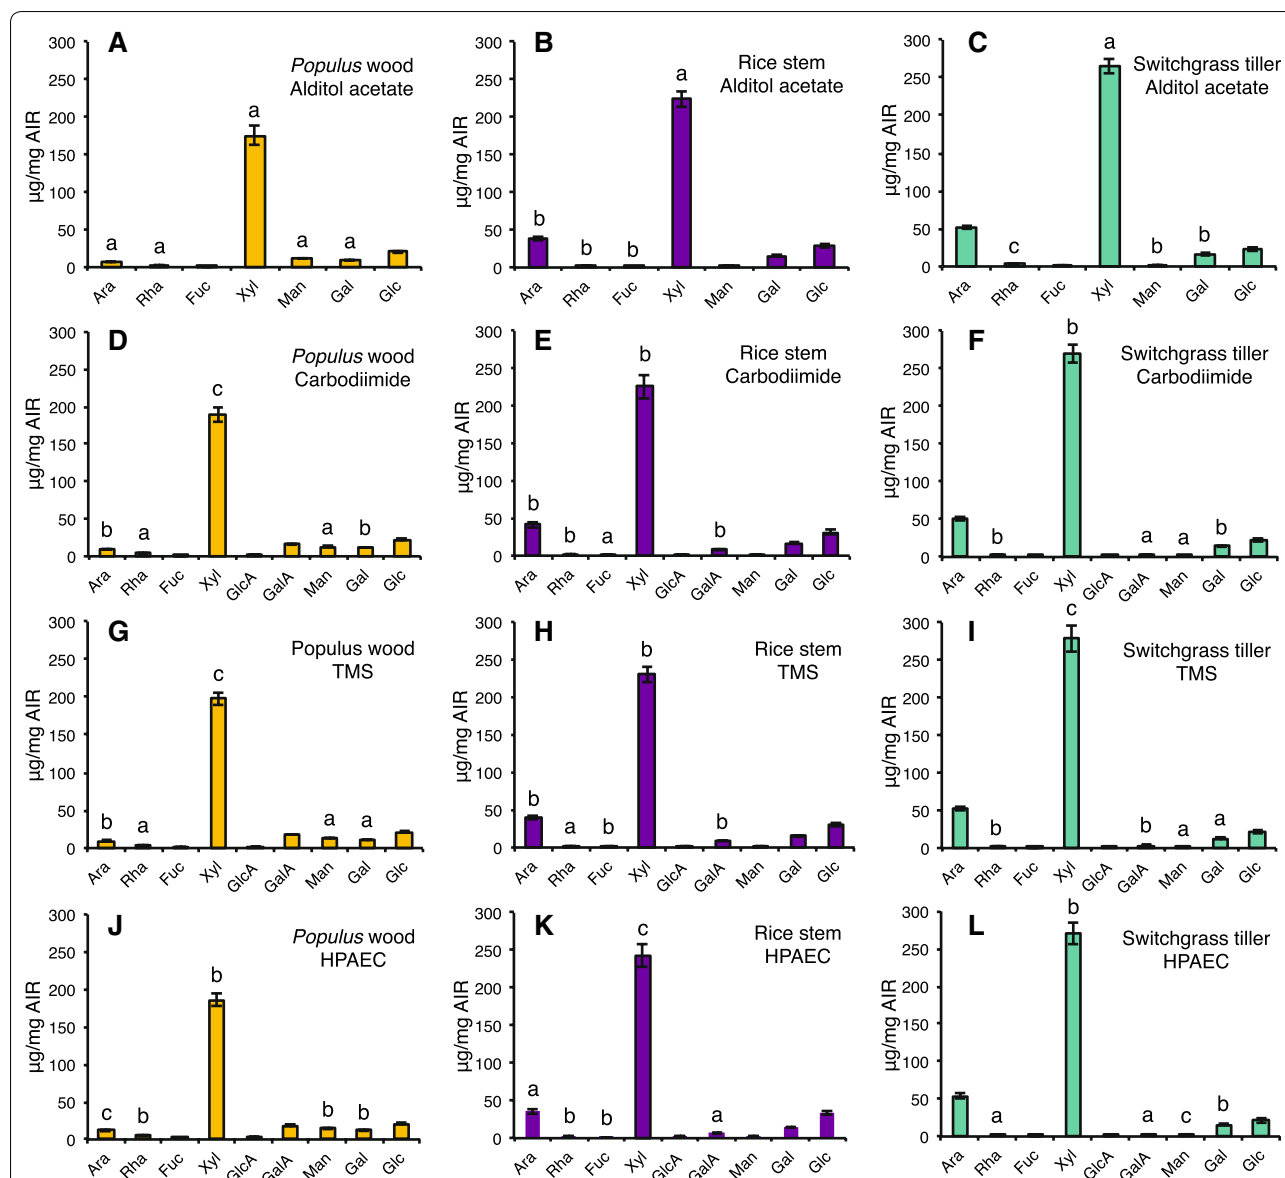 A
Populus wood
Alditol acetate
µg/mg AIR
300
250
200
150
100
50
0
a a a a a
Ara Rha Fuc Xyl Man Gal Glc
B
Rice stem
Alditol acetate
µg/mg AIR
300
250
200
150
100
50
0
b b b a
Ara Rha Fuc Xyl Man Gal Glc
C
Switchgrass tiller
Alditol acetate
µg/mg AIR
300
250
200
150
100
50
0
c a b b
Ara Rha Fuc Xyl Man Gal Glc
D
Populus wood
Carbodiimide
µg/mg AIR
300
250
200
150
100
50
0
b a c a b
Ara Rha Fuc Xyl GlcA GalA Man Gal Glc
E
Rice stem
Carbodiimide
µg/mg AIR
300
250
200
150
100
50
0
b b a b b
Ara Rha Fuc Xyl GlcA GalA Man Gal Glc
F
Switchgrass tiller
Carbodiimide
µg/mg AIR
300
250
200
150
100
50
0
b b a a b
Ara Rha Fuc Xyl GlcA GalA Man Gal Glc
G
Populus wood
TMS
µg/mg AIR
300
250
200
150
100
50
0
b a c a a
Ara Rha Fuc Xyl GlcA GalA Man Gal Glc
H
Rice stem
TMS
µg/mg AIR
300
250
200
150
100
50
0
b a b b b
Ara Rha Fuc Xyl GlcA GalA Man Gal Glc
I
Switchgrass tiller
TMS
µg/mg AIR
300
250
200
150
100
50
0
b c b a a
Ara Rha Fuc Xyl GlcA GalA Man Gal Glc
J
Populus wood
HPAEC
µg/mg AIR
300
250
200
150
100
50
0
c b b b b
Ara Rha Fuc Xyl GlcA GalA Man Gal Glc
K
Rice stem
HPAEC
µg/mg AIR
300
250
200
150
100
50
0
a b b c a
Ara Rha Fuc Xyl GlcA GalA Man Gal Glc
L
Switchgrass tiller
HPAEC
µg/mg AIR
300
250
200
150
100
50
0
a b a c b
Ara Rha Fuc Xyl GlcA GalA Man Gal Glc